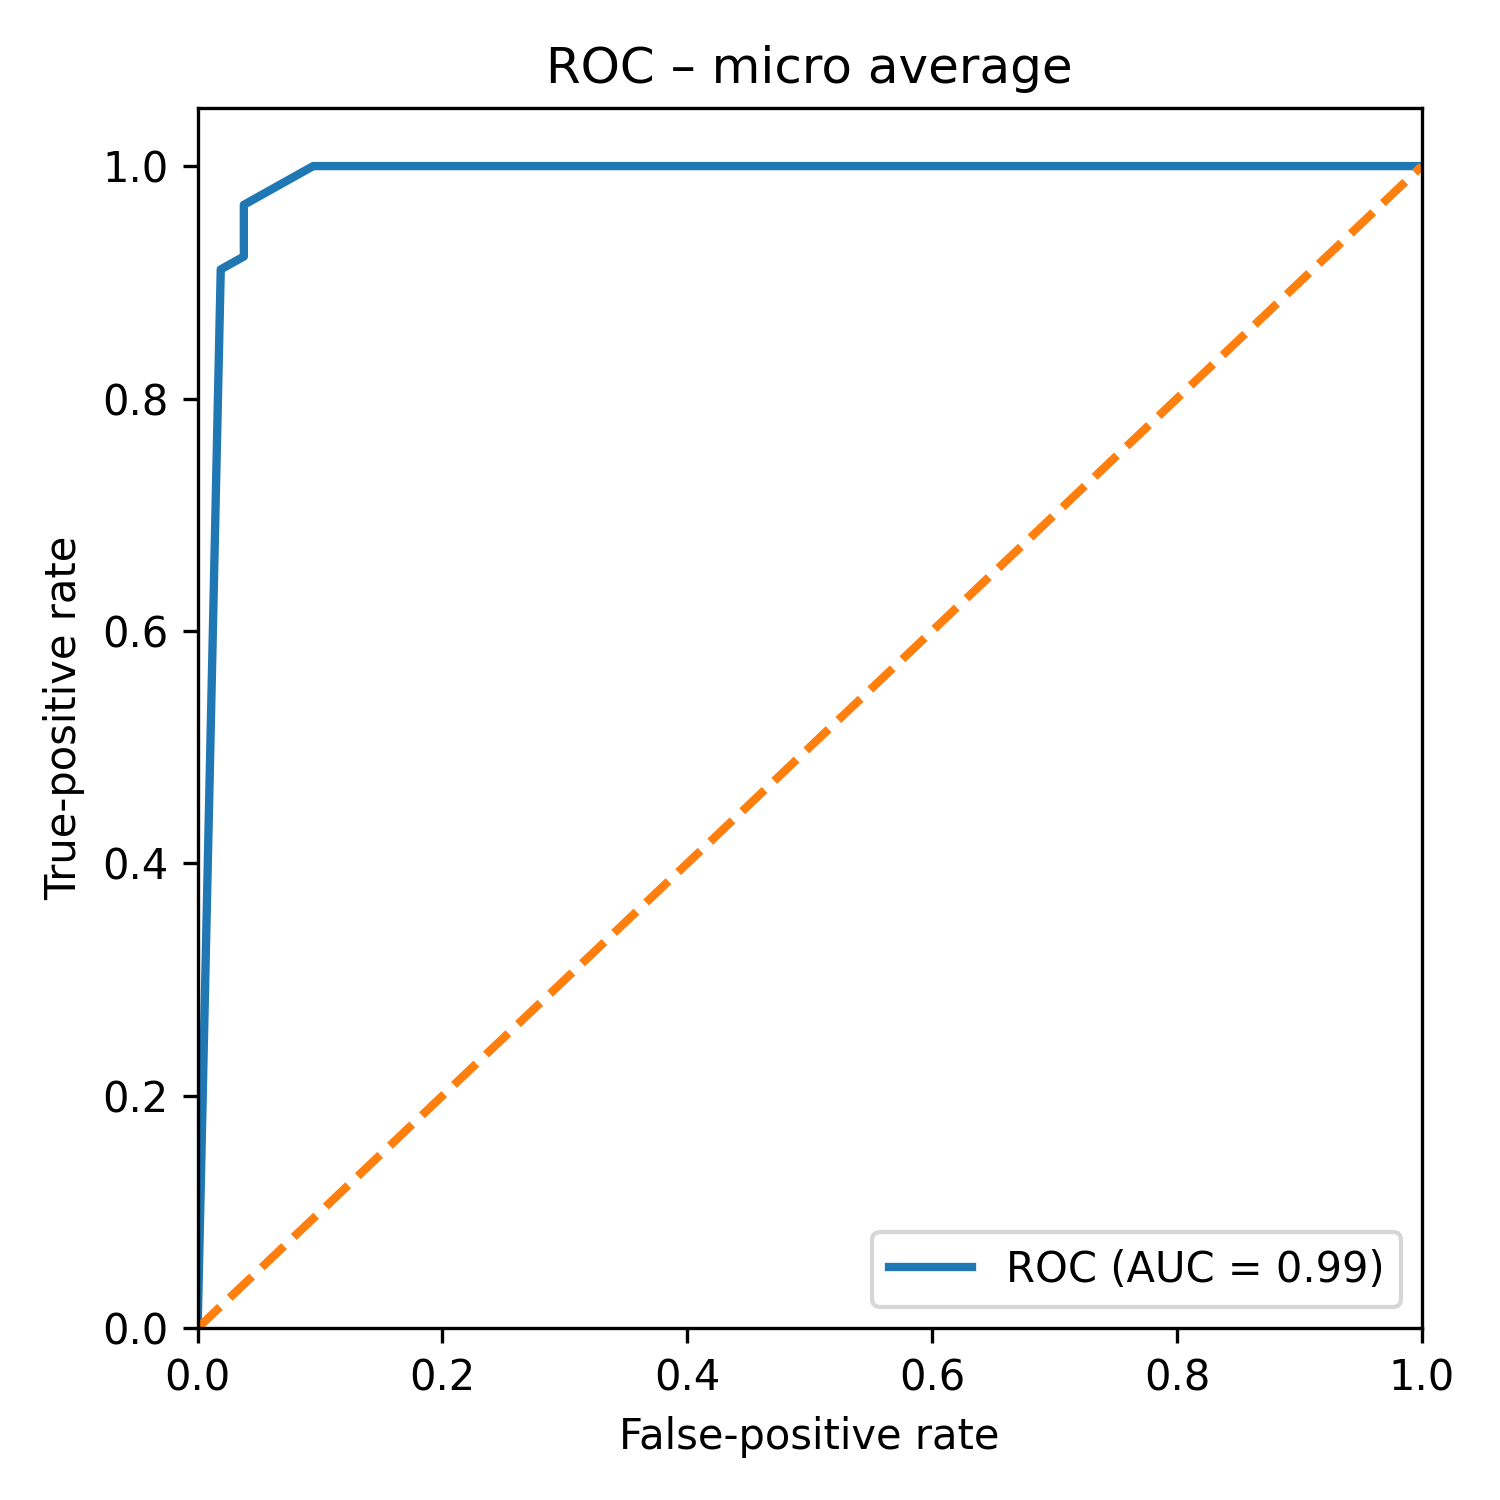 ROC – micro average
1.0
0.8
0.6
0.4
0.2
0.0
True-positive rate
0.0 0.2 0.4 0.6 0.8 1.0
False-positive rate
ROC (AUC = 0.99)